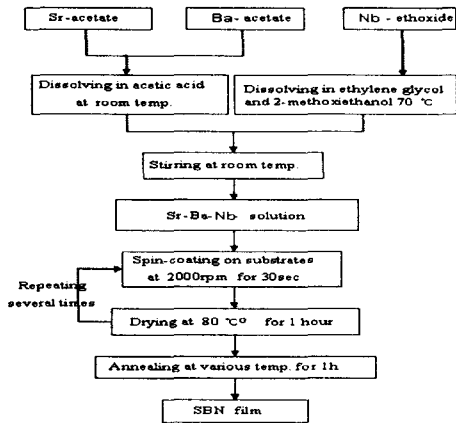 Sr-acetate
Ba-acetate
Nb - ethoxide
Dissolving in acetic acid
at room temp.
Dissolving in ethylene glycol
and 2-methoxiethanol 70 ℃
Stirring at room temp.
Sr-Ba-Nb- solution
Spin-coating on substrates
at 2000rpm for 30sec
Repeating
several times
Drying at 80 ℃° for 1 hour
Annealing at various temp. for 1h
SBN film